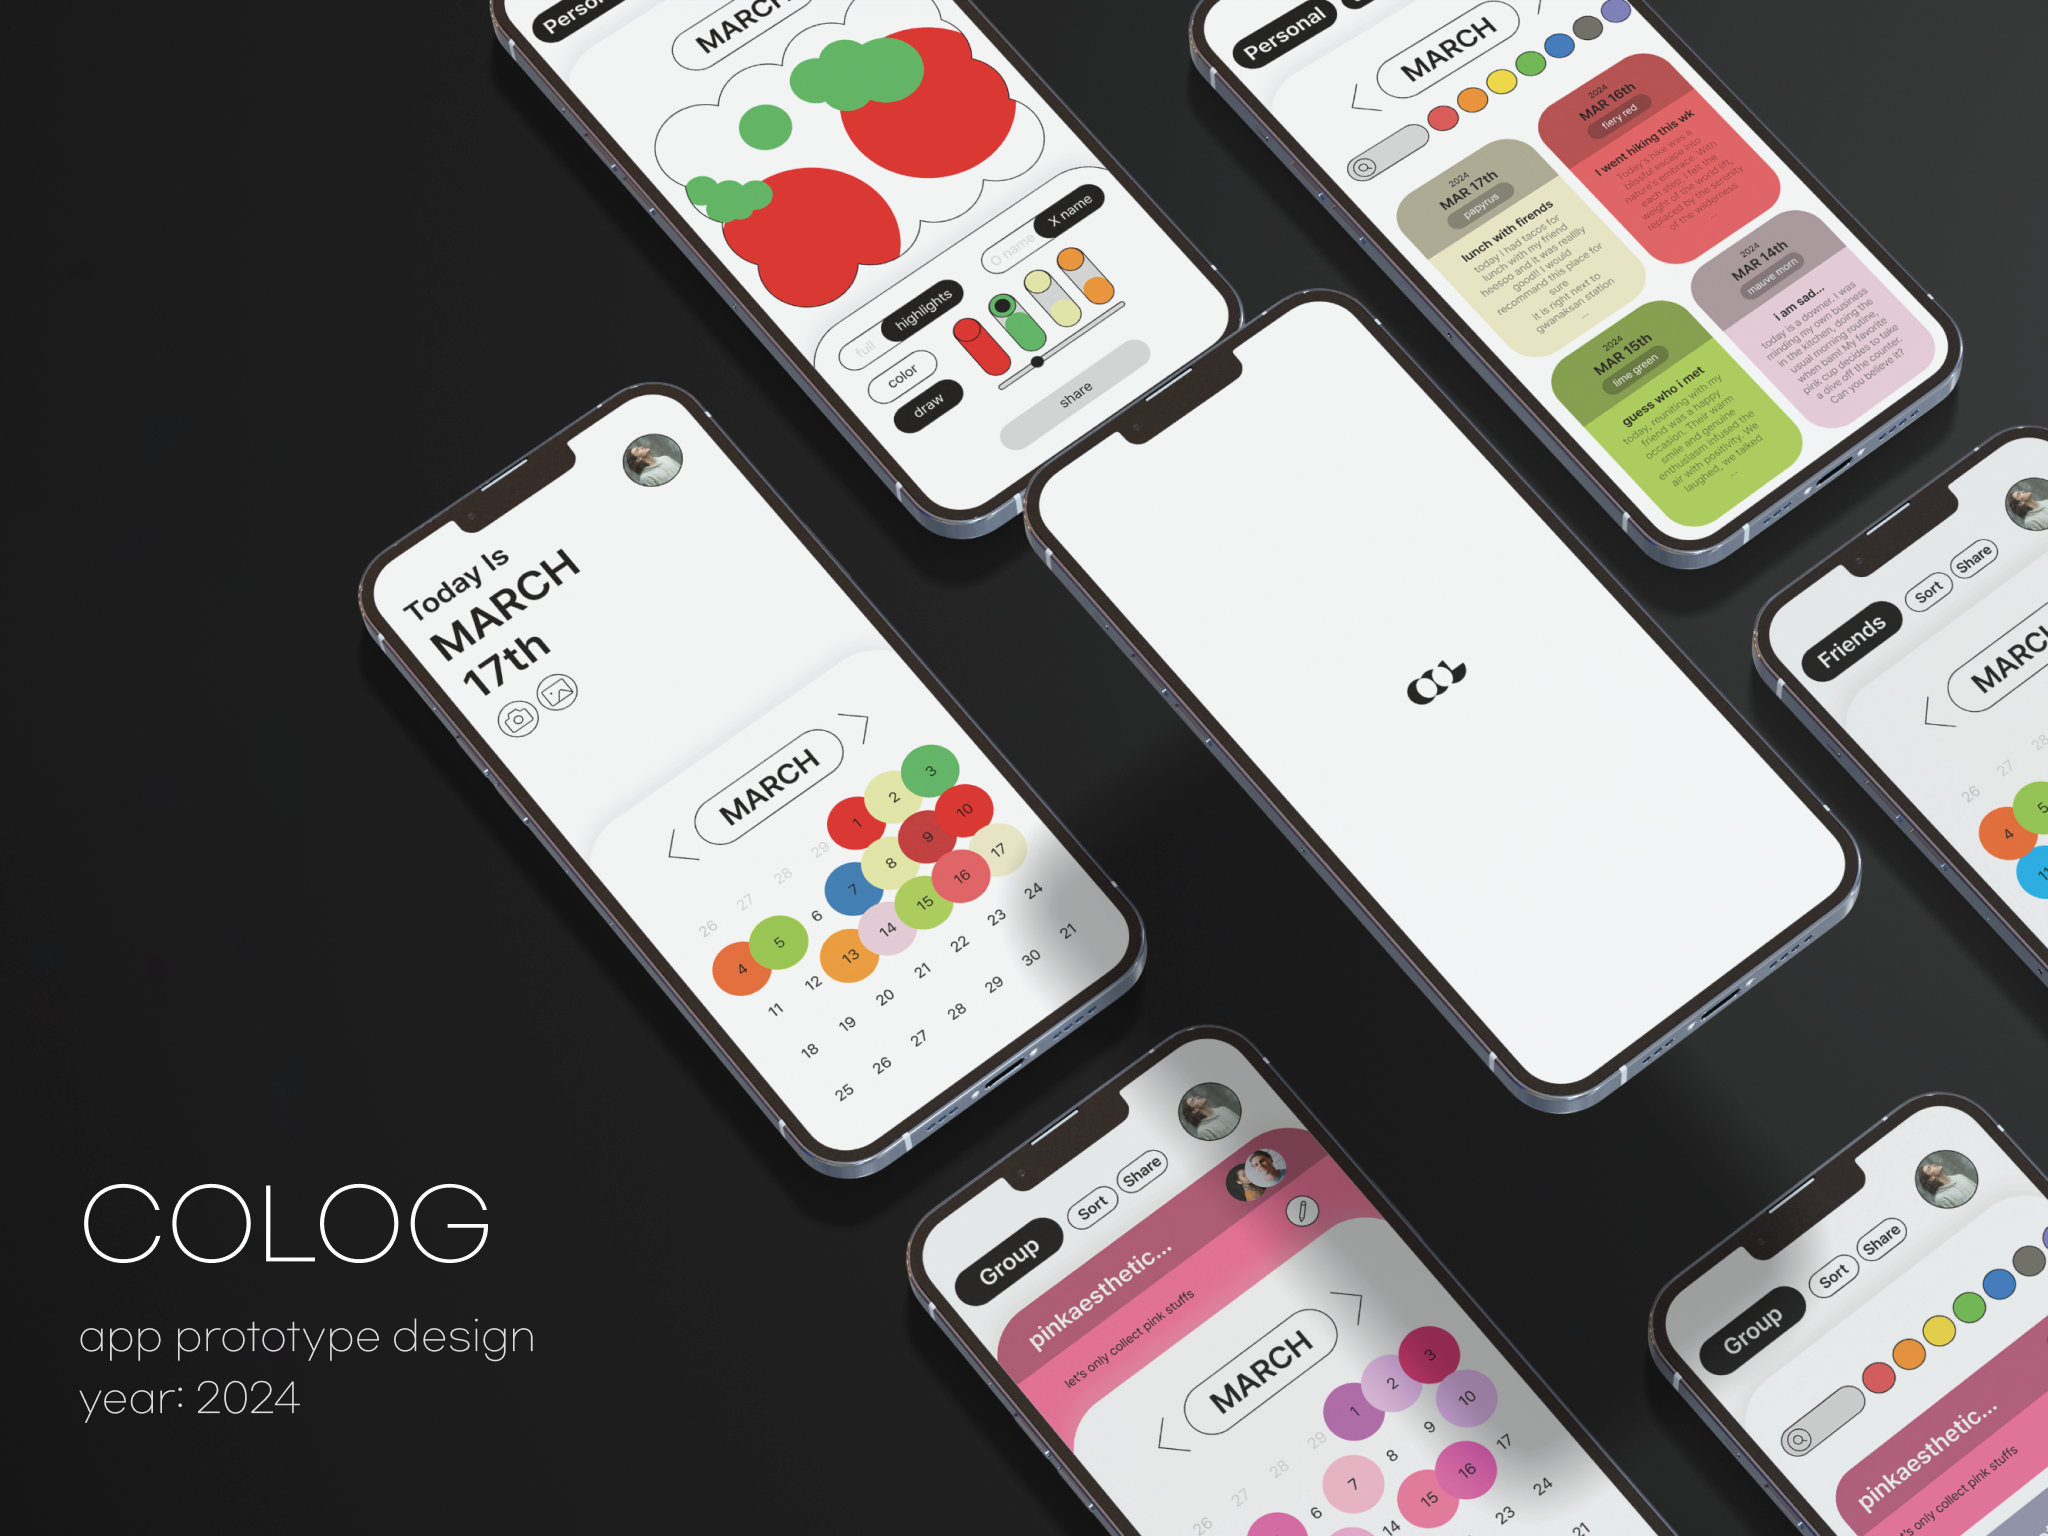 Personal
MARCH
full
highlights
O name
X name
color
draw
share
Personal
MARCH
2024
MAR 17th
papyrus
lunch with firends
today i had tacos for
lunch with my friend
heesoo and it was reallly
good!! I would
recommand this place for
sure
it is right next to
gwanaksan station
...
2024
MAR 16th
fiery red
I went hiking this wk
Today's hike was a
blissful escape into
nature's embrace. With
each step, i felt the
weight of the world lift,
replaced by the serenity
of the wilderness
...
2024
MAR 15th
lime green
guess who i met
today, reuniting with my
friend was a happy
occasion. Their warm
smile and genuine
enthusiasm infused the
air with positivity. We
laughed, we talked
...
2024
MAR 14th
mauve morn
i am sad...
today is a downer. I was
minding my own business
in the kitchen, doing the
usual morning routine,
when bam! My favorite
pink cup decides to take
a dive off the counter.
Can you believe it?
Today Is
MARCH
17th
MARCH
26 27 28 29 1 2 3
4 5 6 7 8 9 10
11 12 13 14 15 16 17
18 19 20 21 22 23 24
25 26 27 28 29 30 21
COL
Friends
Sort
Share
MARCH
26 27 28
4 5
11
Group
Sort
Share
pinkaesthetic...
let's only collect pink stuffs
MARCH
26 27 28 29 1 2 3
6 7 8 9 10
14 15 16 17
23 24
21
Group
Sort
Share
pinkaesthetic...
let's only collect pink stuffs
COLOG
app prototype design
year: 2024